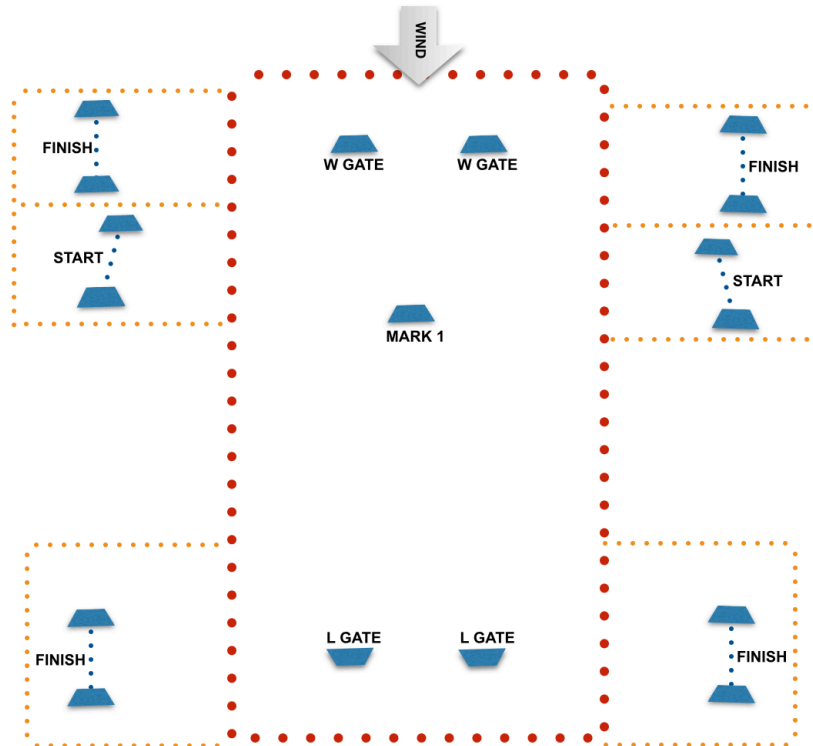 WIND
FINISH
W GATE
W GATE
FINISH
START
START
MARK 1
L GATE
L GATE
FINISH
FINISH